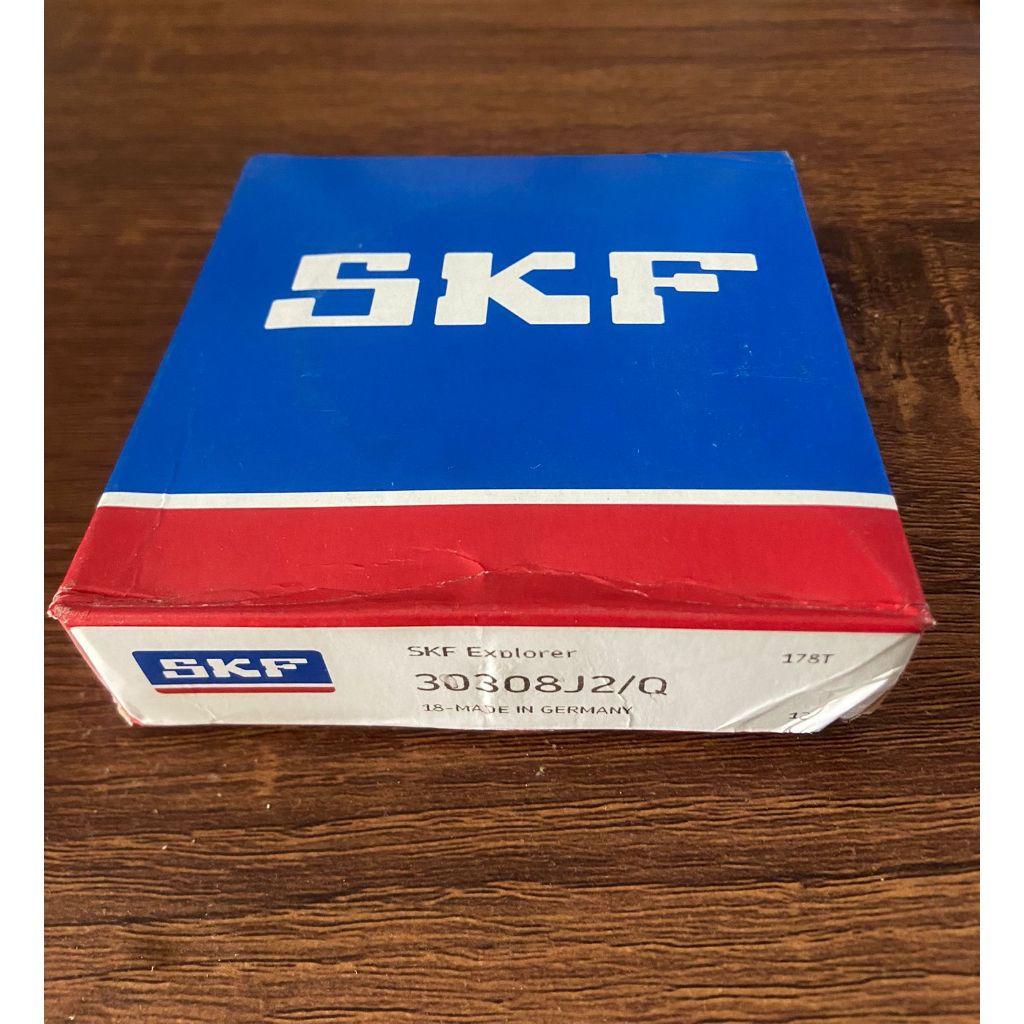 SKF
SKF
SKF Explorer
178T
30308J2/Q
18-MADE IN GERMANY